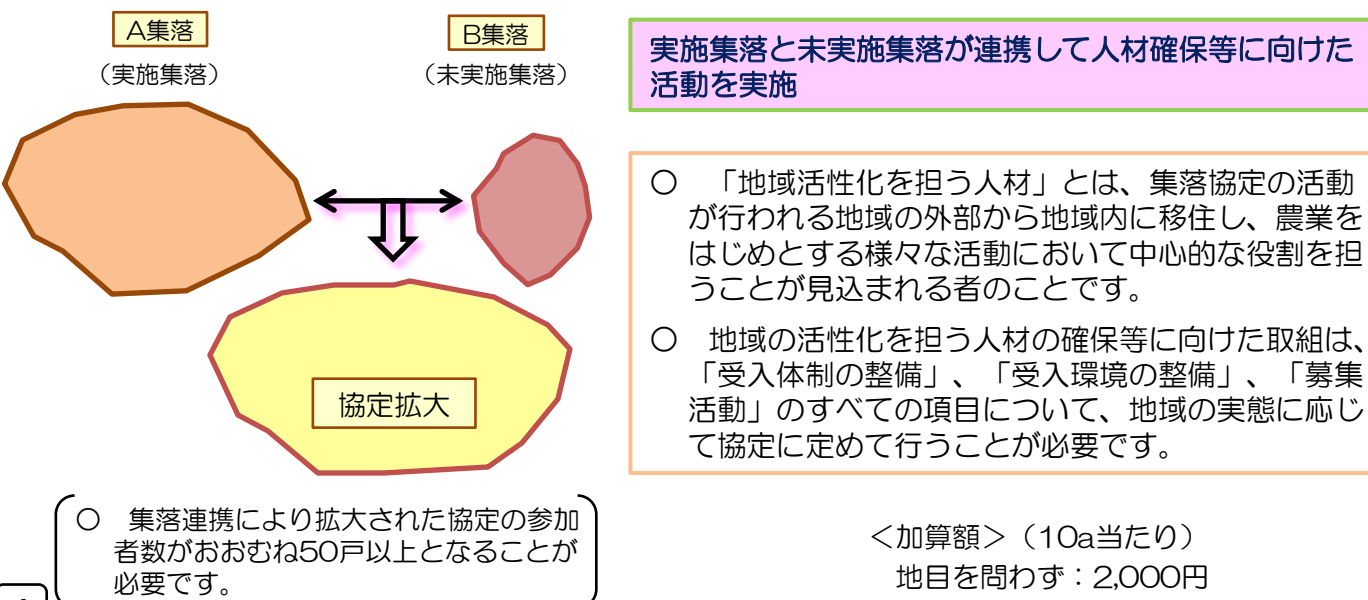 A集落
（実施集落）
B集落
（未実施集落）
協定拡大
○　集落連携により拡大された協定の参加
者数がおおむね50戸以上となることが
必要です。
実施集落と未実施集落が連携して人材確保等に向けた
活動を実施
○　「地域活性化を担う人材」とは、集落協定の活動
が行われる地域の外部から地域内に移住し、農業を
はじめとする様々な活動において中心的な役割を担
うことが見込まれる者のことです。
○　地域の活性化を担う人材の確保等に向けた取組は、
「受入体制の整備」、「受入環境の整備」、「募集
活動」のすべての項目について、地域の実態に応じ
て協定に定めて行うことが必要です。
＜加算額＞（10a当たり）
地目を問わず：2,000円